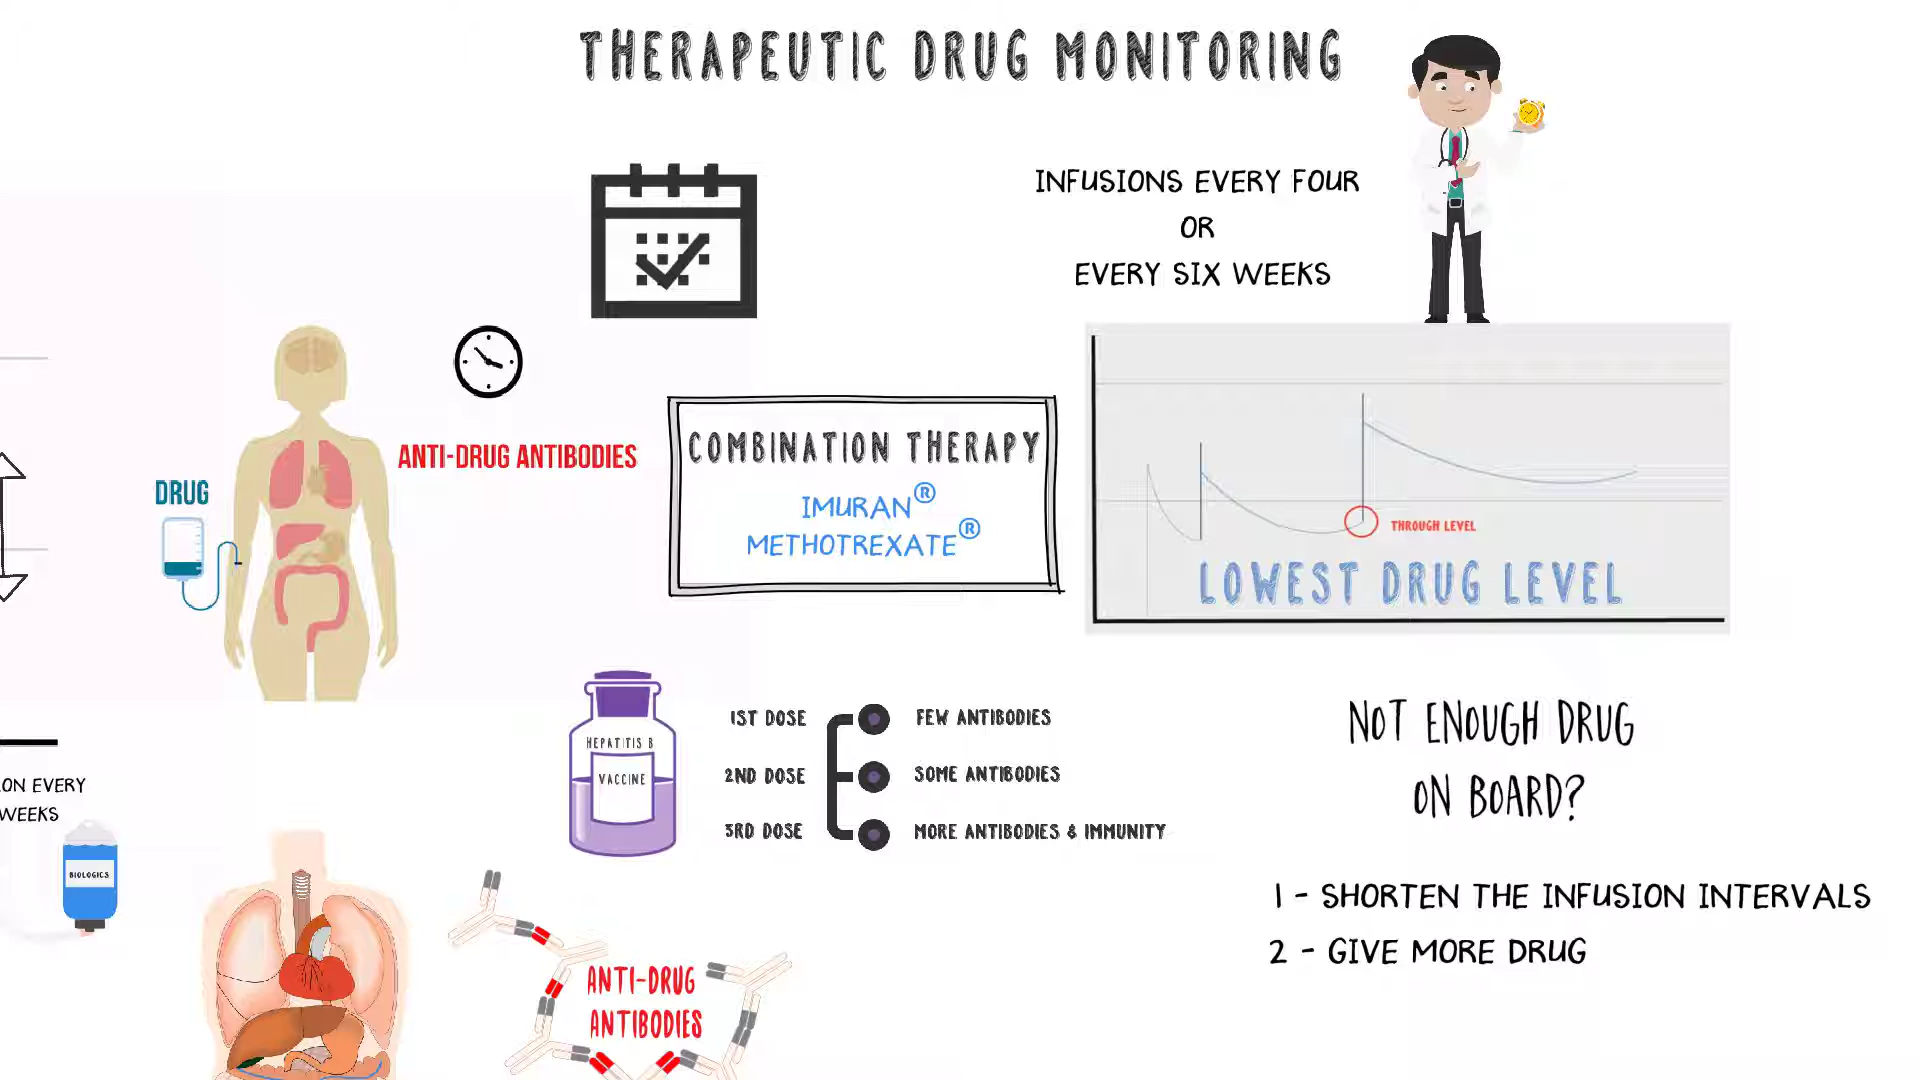 THERAPEUTIC DRUG MONITORING
INFUSIONS EVERY FOUR
OR
EVERY SIX WEEKS
ANTI-DRUG ANTIBODIES
DRUG
COMBINATION THERAPY
IMURAN®
METHOTREXATE®
THROUGH LEVEL
LOWEST DRUG LEVEL
HEPATITIS B
VACCINE
1ST DOSE
FEW ANTIBODIES
2ND DOSE
SOME ANTIBODIES
3RD DOSE
MORE ANTIBODIES & IMMUNITY
NOT ENOUGH DRUG
ON BOARD?
1 - SHORTEN THE INFUSION INTERVALS
2 - GIVE MORE DRUG
ON EVERY
WEEKS
BIOLOGICS
ANTI-DRUG
ANTIBODIES